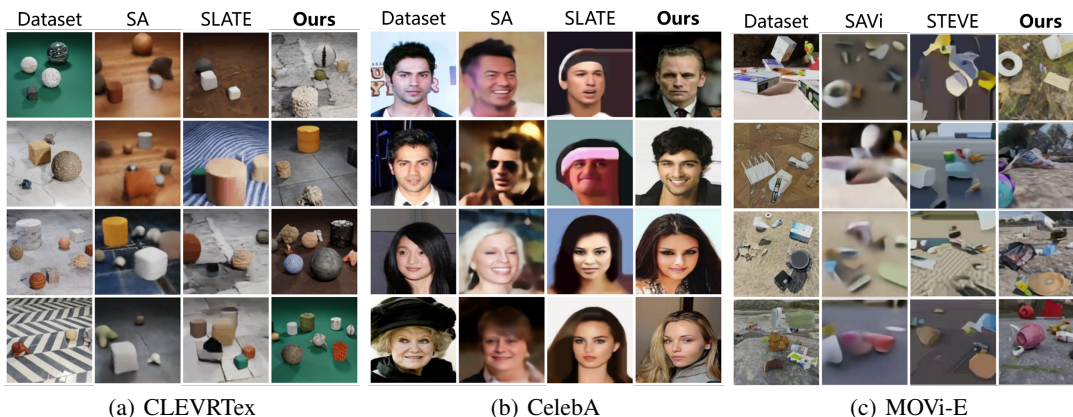 Dataset SA SLATE Ours
Dataset SA SLATE Ours
Dataset SAVi STEVE Ours
(a) CLEVRTex
(b) CelebA
(c) MOVi-E